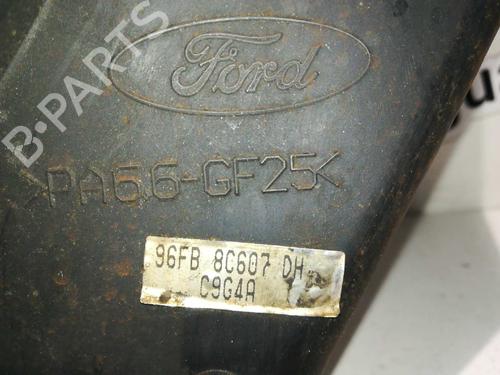 Ford
>PA66-GF25<
96FB 8C607 DH
C9G4A
B-PARTS